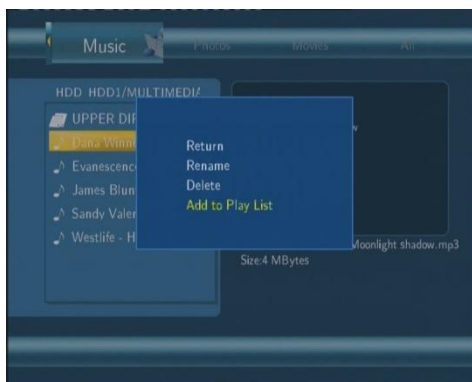 Music Photos Movies All
HDD HDD1/MULTIMEDIA
UPPER DIR
Dana Winn
Evanescenc
James Blun
Sandy Valer
Westlife - H
Return
Rename
Delete
Add to Play List
Moonlight shadow.mp3
Size:4 MBytes